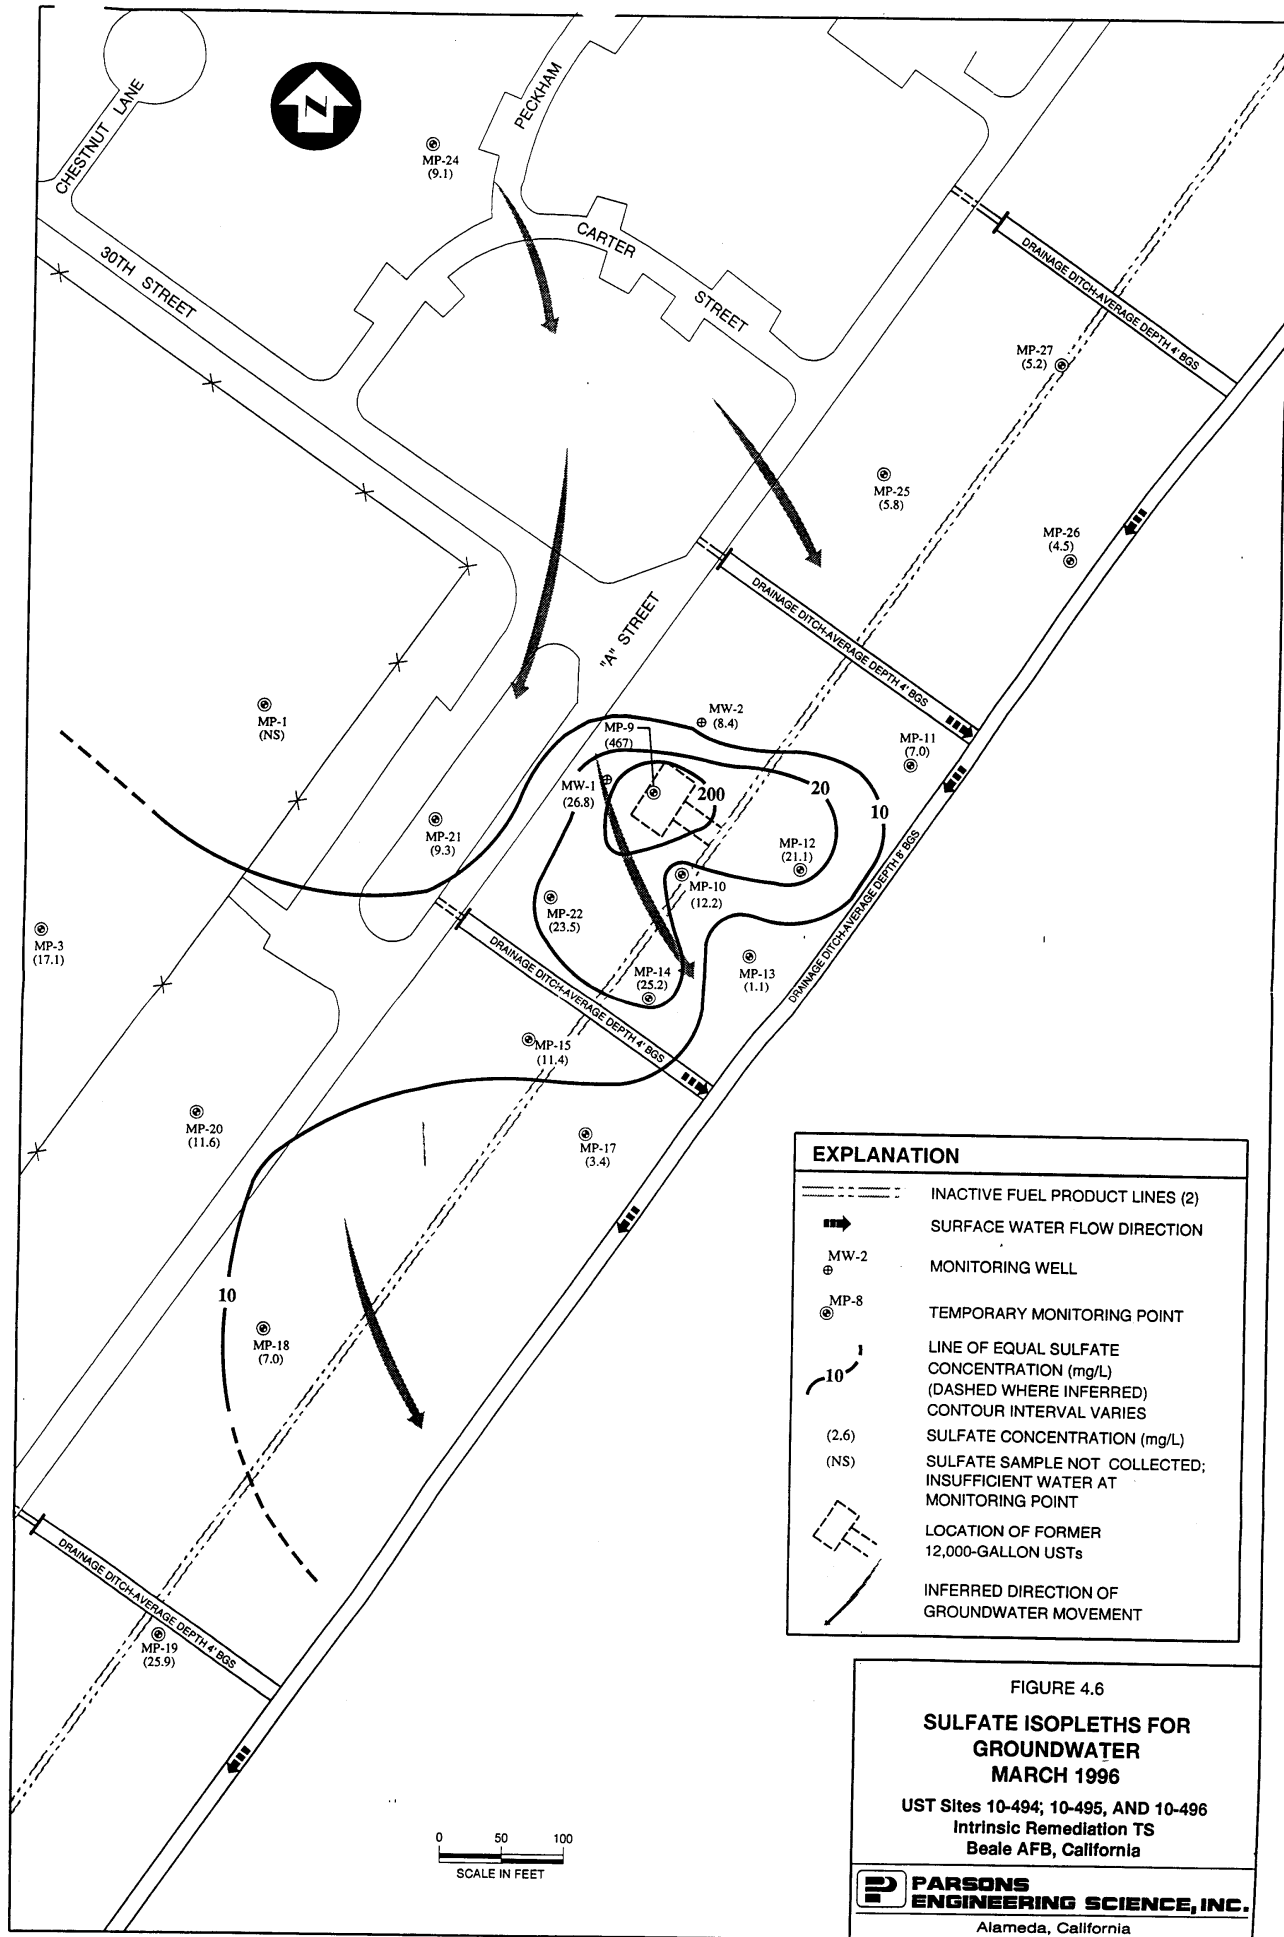 CHESTNUT LANE
N
PECKHAM
MP-24
(9.1)
CARTER
STREET
30TH STREET
DRAINAGE DITCH-AVERAGE DEPTH 4' BGS
MP-27
(5.2)
MP-25
(5.8)
MP-26
(4.5)
DRAINAGE DITCH-AVERAGE DEPTH 4' BGS
"A" STREET
MP-1
(NS)
MW-2
(8.4)
MP-9
(467)
MP-11
(7.0)
MW-1
(26.8)
200
20
10
MP-21
(9.3)
MP-12
(21.1)
MP-10
(12.2)
MP-22
(23.5)
DRAINAGE DITCH-AVERAGE DEPTH 8' BGS
MP-3
(17.1)
DRAINAGE DITCH-AVERAGE DEPTH 4' BGS
MP-14
(25.2)
MP-13
(1.1)
MP-15
(11.4)
MP-20
(11.6)
MP-17
(3.4)
10
MP-18
(7.0)
DRAINAGE DITCH-AVERAGE DEPTH 4' BGS
MP-19
(25.9)
0 50 100
SCALE IN FEET
EXPLANATION
INACTIVE FUEL PRODUCT LINES (2)
SURFACE WATER FLOW DIRECTION
MW-2
MONITORING WELL
MP-8
TEMPORARY MONITORING POINT
10
LINE OF EQUAL SULFATE
CONCENTRATION (mg/L)
(DASHED WHERE INFERRED)
CONTOUR INTERVAL VARIES
(2.6) SULFATE CONCENTRATION (mg/L)
(NS) SULFATE SAMPLE NOT COLLECTED;
INSUFFICIENT WATER AT
MONITORING POINT
LOCATION OF FORMER
12,000-GALLON USTs
INFERRED DIRECTION OF
GROUNDWATER MOVEMENT
FIGURE 4.6
SULFATE ISOPLETHS FOR
GROUNDWATER
MARCH 1996
UST Sites 10-494; 10-495, AND 10-496
Intrinsic Remediation TS
Beale AFB, California
PARSONS
ENGINEERING SCIENCE, INC.
Alameda, California